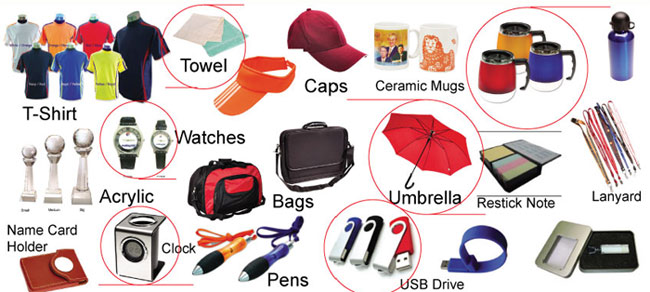 Towel
Caps
Ceramic Mugs
T-Shirt
Watches
Acrylic
Bags
Umbrella
Restick Note
Lanyard
Name Card
Holder
Clock
Pens
USB Drive